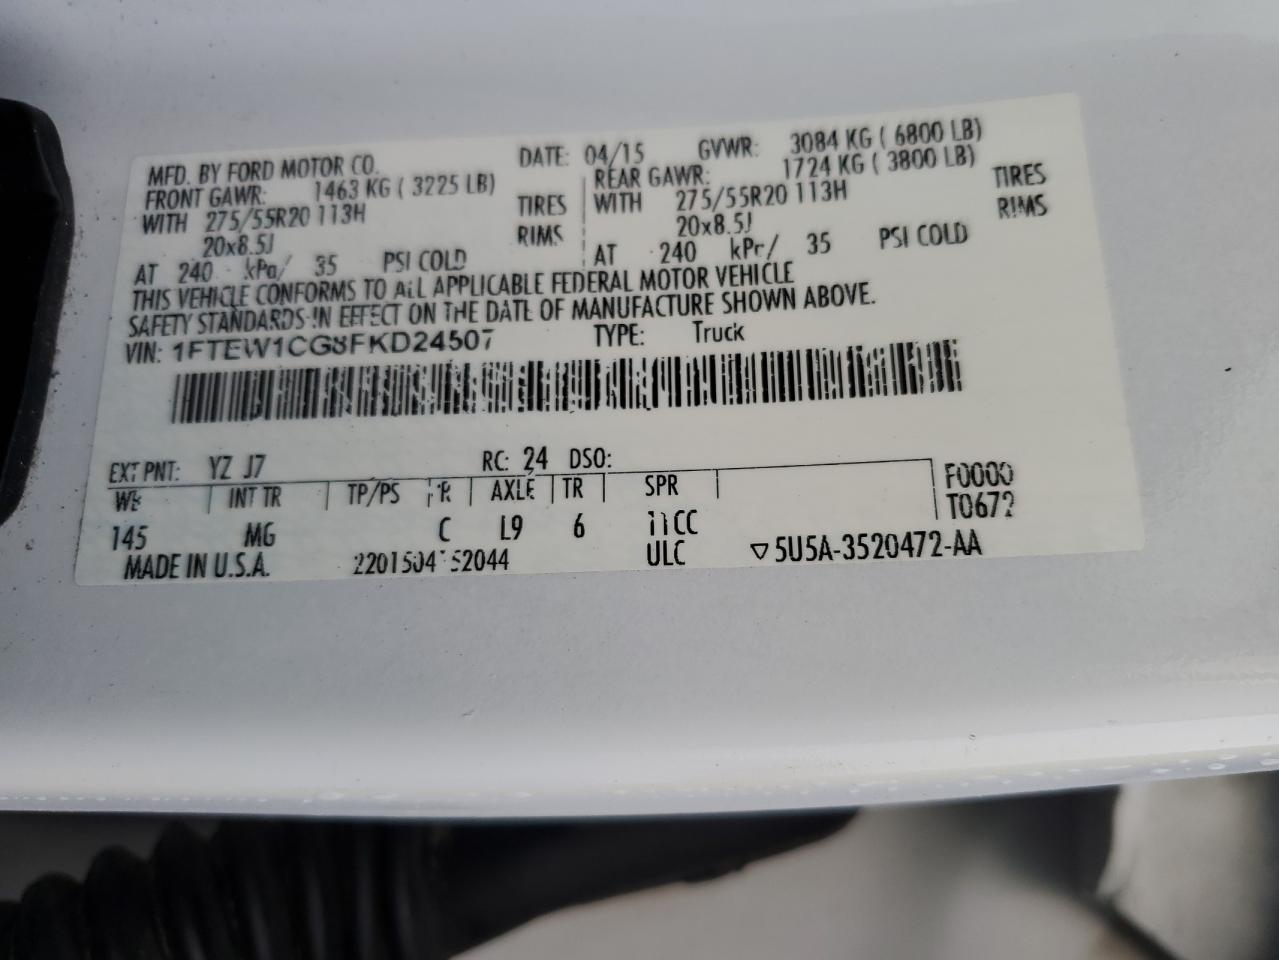 MFD. BY FORD MOTOR CO. DATE: 04/15 GVWR: 3084 KG ( 6800 LB)
FRONT GAWR: 1463 KG ( 3225 LB) REAR GAWR: 1724 KG ( 3800 LB)
WITH 275/55R20 113H TIRES WITH 275/55R20 113H TIRES
20x8.5J RIMS 20x8.5J RIMS
AT 240 kPa/ 35 PSI COLD AT 240 kPa/ 35 PSI COLD
THIS VEHICLE CONFORMS TO ALL APPLICABLE FEDERAL MOTOR VEHICLE
SAFETY STANDARDS IN EFFECT ON THE DATE OF MANUFACTURE SHOWN ABOVE.
VIN: 1FTEW1CG8FKD24507 TYPE: Truck
EXT PNT: YZ J7 RC: 24 DSO:
WB INT TR TP/PS R AXLE TR SPR F0000
145 MG C L9 6 11CC T0672
MADE IN U.S.A. ULC ▽5U5A-3520472-AA